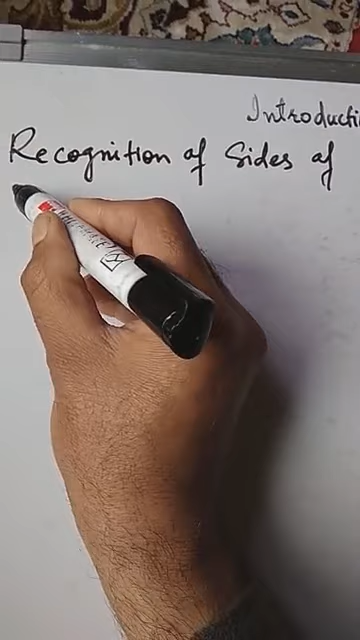 Introducti
Recognition of Sides of